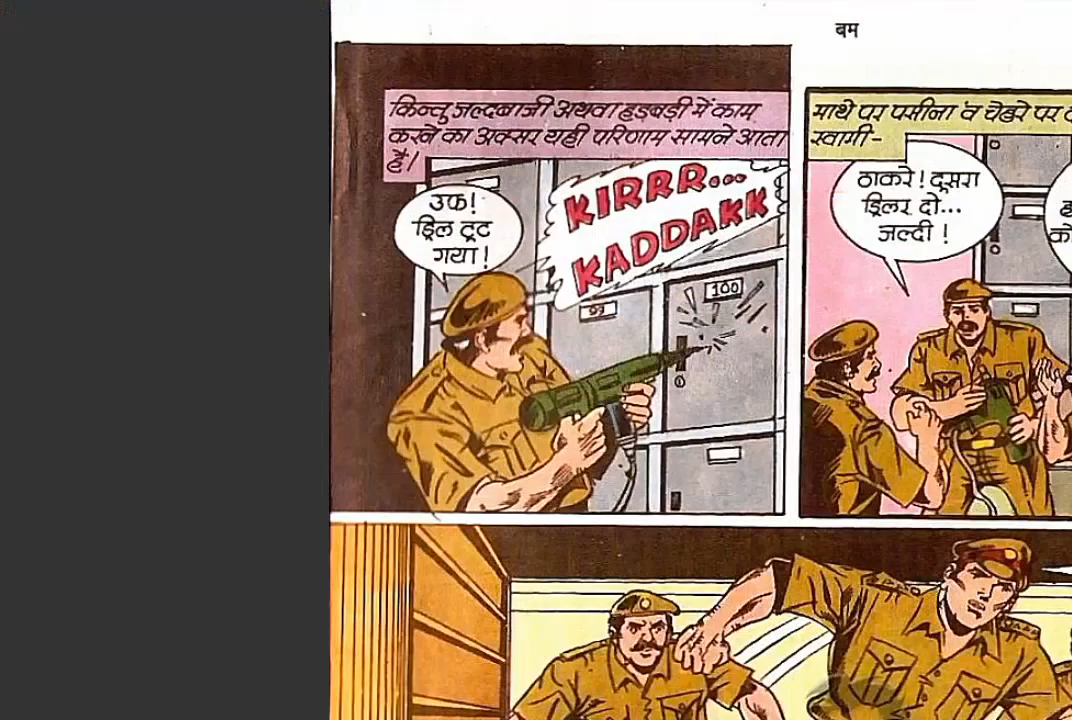 बम
किन्तु जल्दबाजी अथवा हड़बड़ी में काम
करने का अक्सर यही परिणाम सामने आता
है।
उफ!
ड्रिल टूट
गया!
KIRRR...
KADDAKK
99
100
माथे पर पसीना व चेहरे पर
स्वामी-
ठाकरे! दूसरा
ड्रिलर दो...
जल्दी!